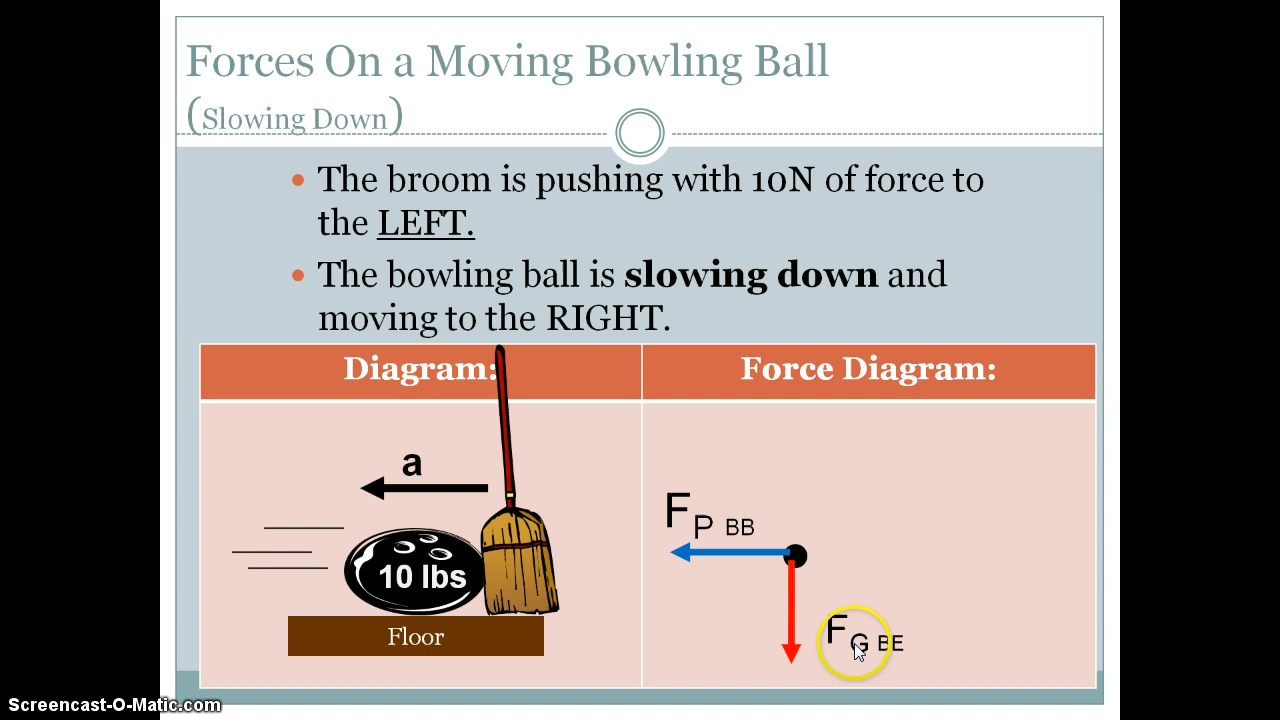 Forces On a Moving Bowling Ball
(Slowing Down)
The broom is pushing with 10N of force to
the LEFT.
The bowling ball is slowing down and
moving to the RIGHT.
Diagram:
Force Diagram:
a
10 lbs
Floor
F P BB
F G BE
Screencast-O-Matic.com